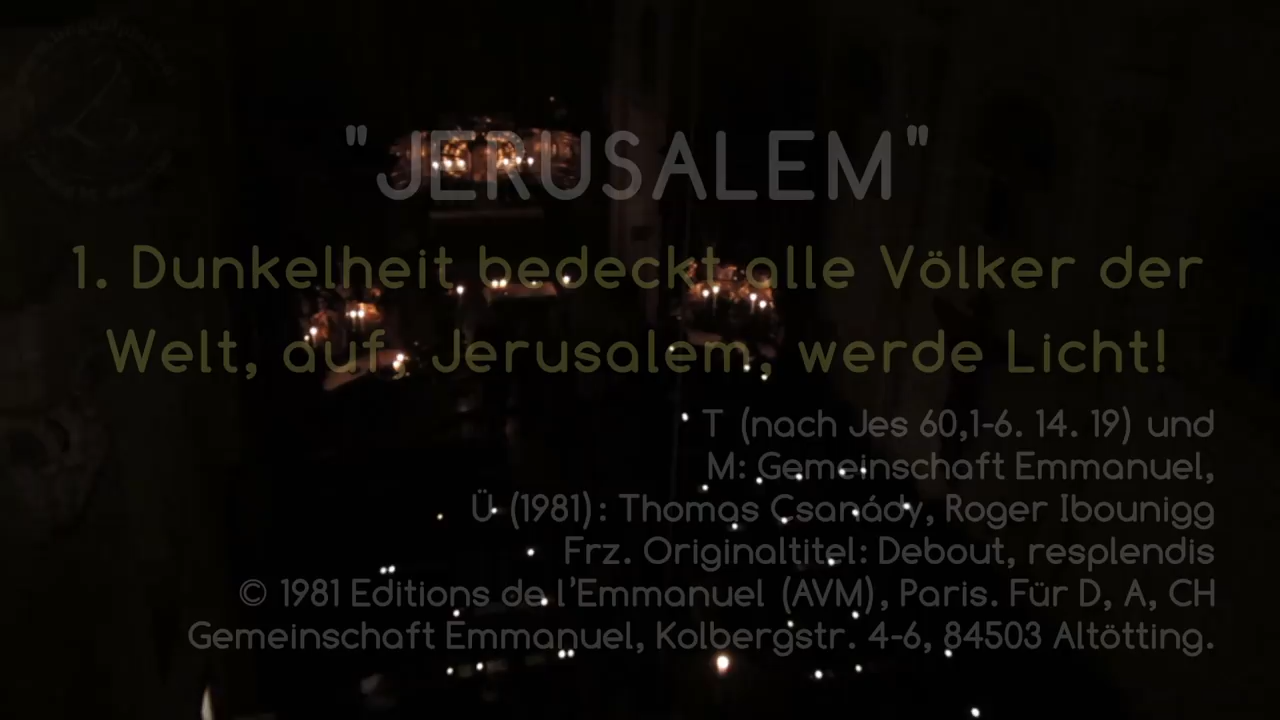 "JERUSALEM"
1. Dunkelheit bedeckt alle Völker der
Welt, auf, Jerusalem, werde Licht!
T (nach Jes 60,1-6. 14. 19) und
M: Gemeinschaft Emmanuel,
Ü (1981): Thomas Csanády, Roger Ibounigg
Frz. Originaltitel: Debout, resplendis
© 1981 Editions de l'Emmanuel (AVM), Paris. Für D, A, CH
Gemeinschaft Emmanuel, Kolbergstr. 4-6, 84503 Altötting.